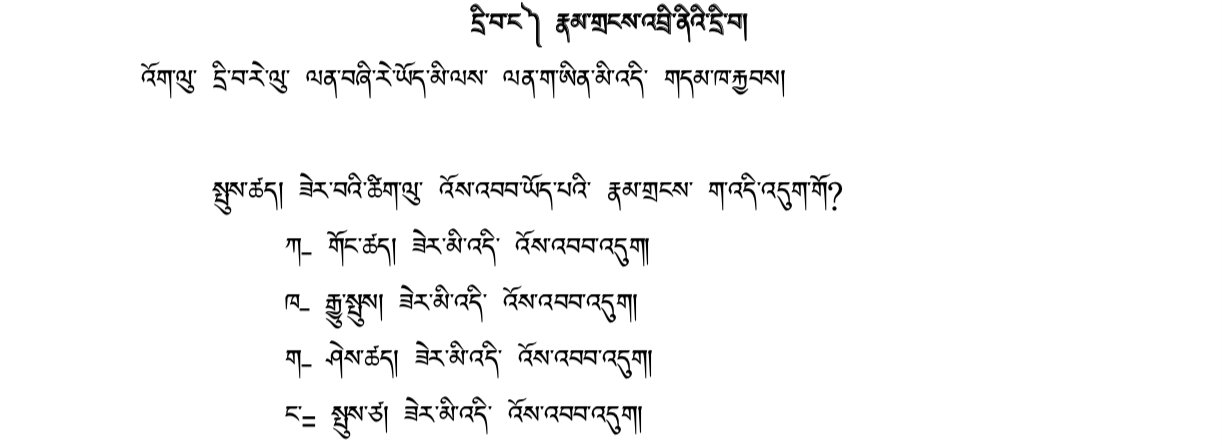 དྲི་བ་ང༽ རྣམ་གྲངས་འབྲི་ནིའི་དྲི་བ།
འོག་ལུ་ དྲི་བ་རེ་ལུ་ ལན་བཞི་རེ་ཡོད་མི་ལས་ ལན་ག་ཨིན་མི་འདི་ གདམ་ཁ་རྐྱབས།
སྤུས་ཚད། ཟེར་བའི་ཚིག་ལུ་ འོས་འབབ་ཡོད་པའི་ རྣམ་གྲངས་ ག་འདི་འདུག་གོ?
ཀ– གོང་ཚད། ཟེར་མི་འདི་ འོས་འབབ་འདུག།
ཁ– རྒྱུ་སྤུས། ཟེར་མི་འདི་ འོས་འབབ་འདུག།
ག– ཤེས་ཚད། ཟེར་མི་འདི་ འོས་འབབ་འདུག།
ང་= སྤུས་ཙ། ཟེར་མི་འདི་ འོས་འབབ་འདུག།